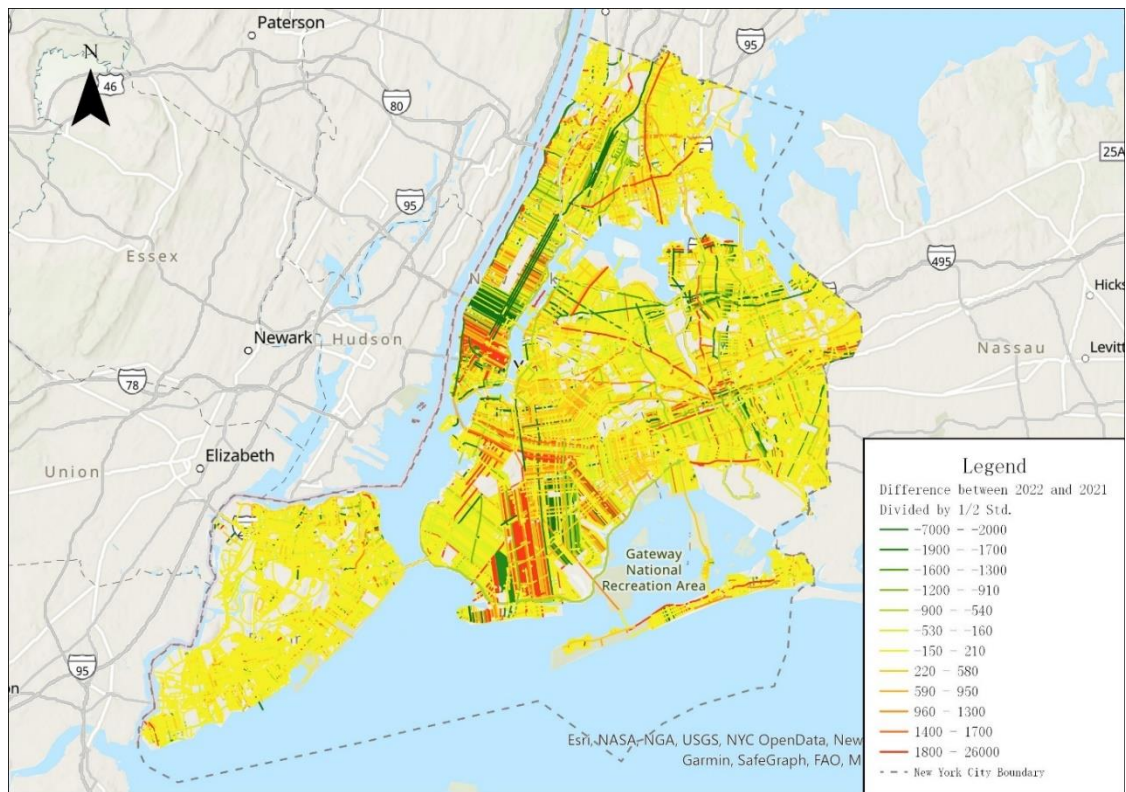 Paterson
N
46
95
80
25A
95
Essex
495
N k
Hicks
Newark
Hudson
Nassau
Levitt
78
Y
Union
Elizabeth
Gateway
National
Recreation Area
95
on
Esri, NASA, NGA, USGS, NYC OpenData, New
Garmin, SafeGraph, FAO, M
Legend
Difference between 2022 and 2021
Divided by 1/2 Std.
-7000 - -2000
-1900 - -1700
-1600 - -1300
-1200 - -910
-900 - -540
-530 - -160
-150 - 210
220 - 580
590 - 950
960 - 1300
1400 - 1700
1800 - 26000
New York City Boundary